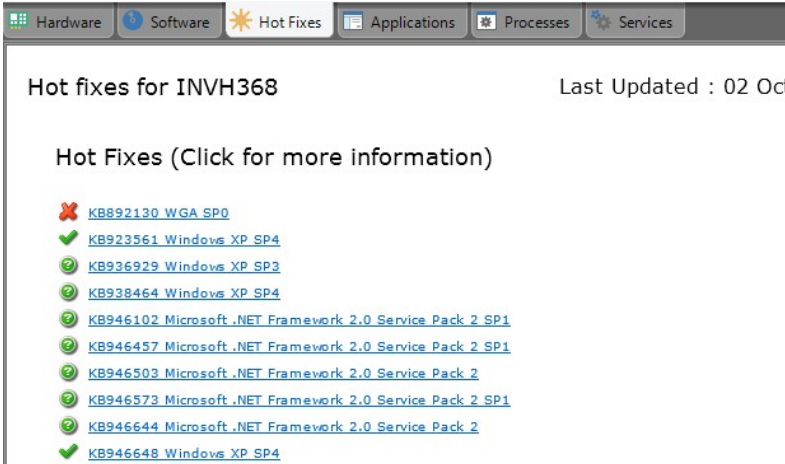 Hardware Software Hot Fixes Applications Processes Services
Hot fixes for INVH368 Last Updated : 02 Oct
Hot Fixes (Click for more information)
KB892130 WGA SP0
KB923561 Windows XP SP4
KB936929 Windows XP SP3
KB938464 Windows XP SP4
KB946102 Microsoft .NET Framework 2.0 Service Pack 2 SP1
KB946457 Microsoft .NET Framework 2.0 Service Pack 2 SP1
KB946503 Microsoft .NET Framework 2.0 Service Pack 2
KB946573 Microsoft .NET Framework 2.0 Service Pack 2 SP1
KB946644 Microsoft .NET Framework 2.0 Service Pack 2
KB946648 Windows XP SP4